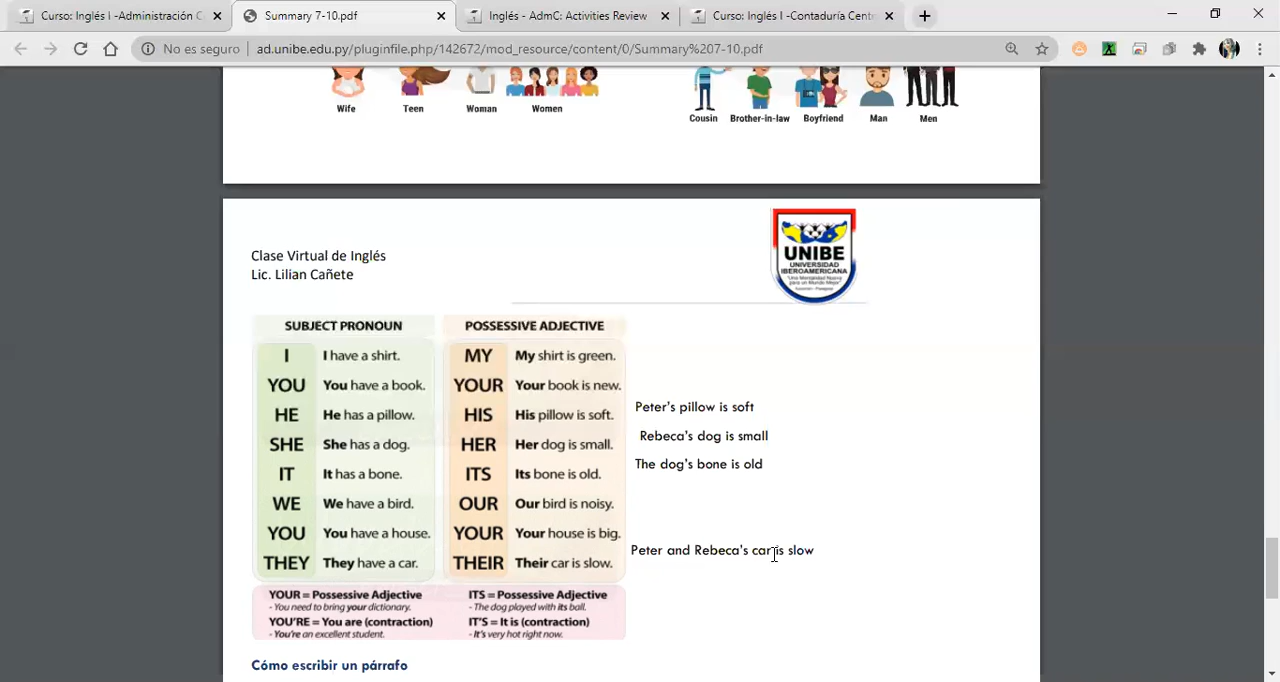 Curso: Inglés I -Administración C
Summary 7-10.pdf
Inglés - AdmC: Activities Review
Curso: Inglés I -Contaduría Cent
No es seguro
ad.unibe.edu.py/pluginfile.php/142672/mod_resource/content/0/Summary%207-10.pdf
Wife
Teen
Woman
Women
Cousin
Brother-in-law
Boyfriend
Man
Men
Clase Virtual de Inglés
Lic. Lilian Cañete
UNIBE
UNIVERSIDAD
IBEROAMERICANA
SUBJECT PRONOUN
POSSESSIVE ADJECTIVE
I I have a shirt. MY My shirt is green.
YOU You have a book. YOUR Your book is new.
HE He has a pillow. HIS His pillow is soft. Peter's pillow is soft
SHE She has a dog. HER Her dog is small. Rebeca's dog is small
IT It has a bone. ITS Its bone is old. The dog's bone is old
WE We have a bird. OUR Our bird is noisy.
YOU You have a house. YOUR Your house is big.
THEY They have a car. THEIR Their car is slow. Peter and Rebeca's car is slow
YOUR = Possessive Adjective
- You need to bring your dictionary.
YOU'RE = You are (contraction)
- You're an excellent student.
ITS = Possessive Adjective
- The dog played with its ball.
IT'S = It is (contraction)
- It's very hot right now.
Cómo escribir un párrafo